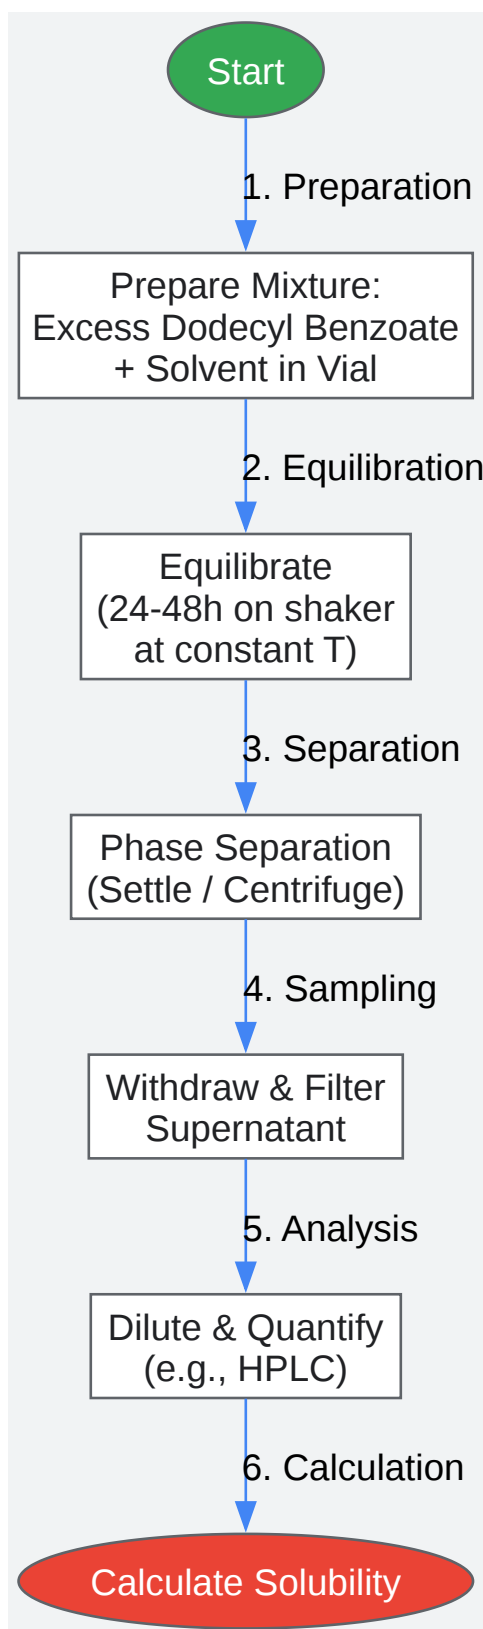 Start
1. Preparation
Prepare Mixture:
Excess Dodecyl Benzoate
+ Solvent in Vial
2. Equilibration
Equilibrate
(24-48h on shaker
at constant T)
3. Separation
Phase Separation
(Settle / Centrifuge)
4. Sampling
Withdraw & Filter
Supernatant
5. Analysis
Dilute & Quantify
(e.g., HPLC)
6. Calculation
Calculate Solubility